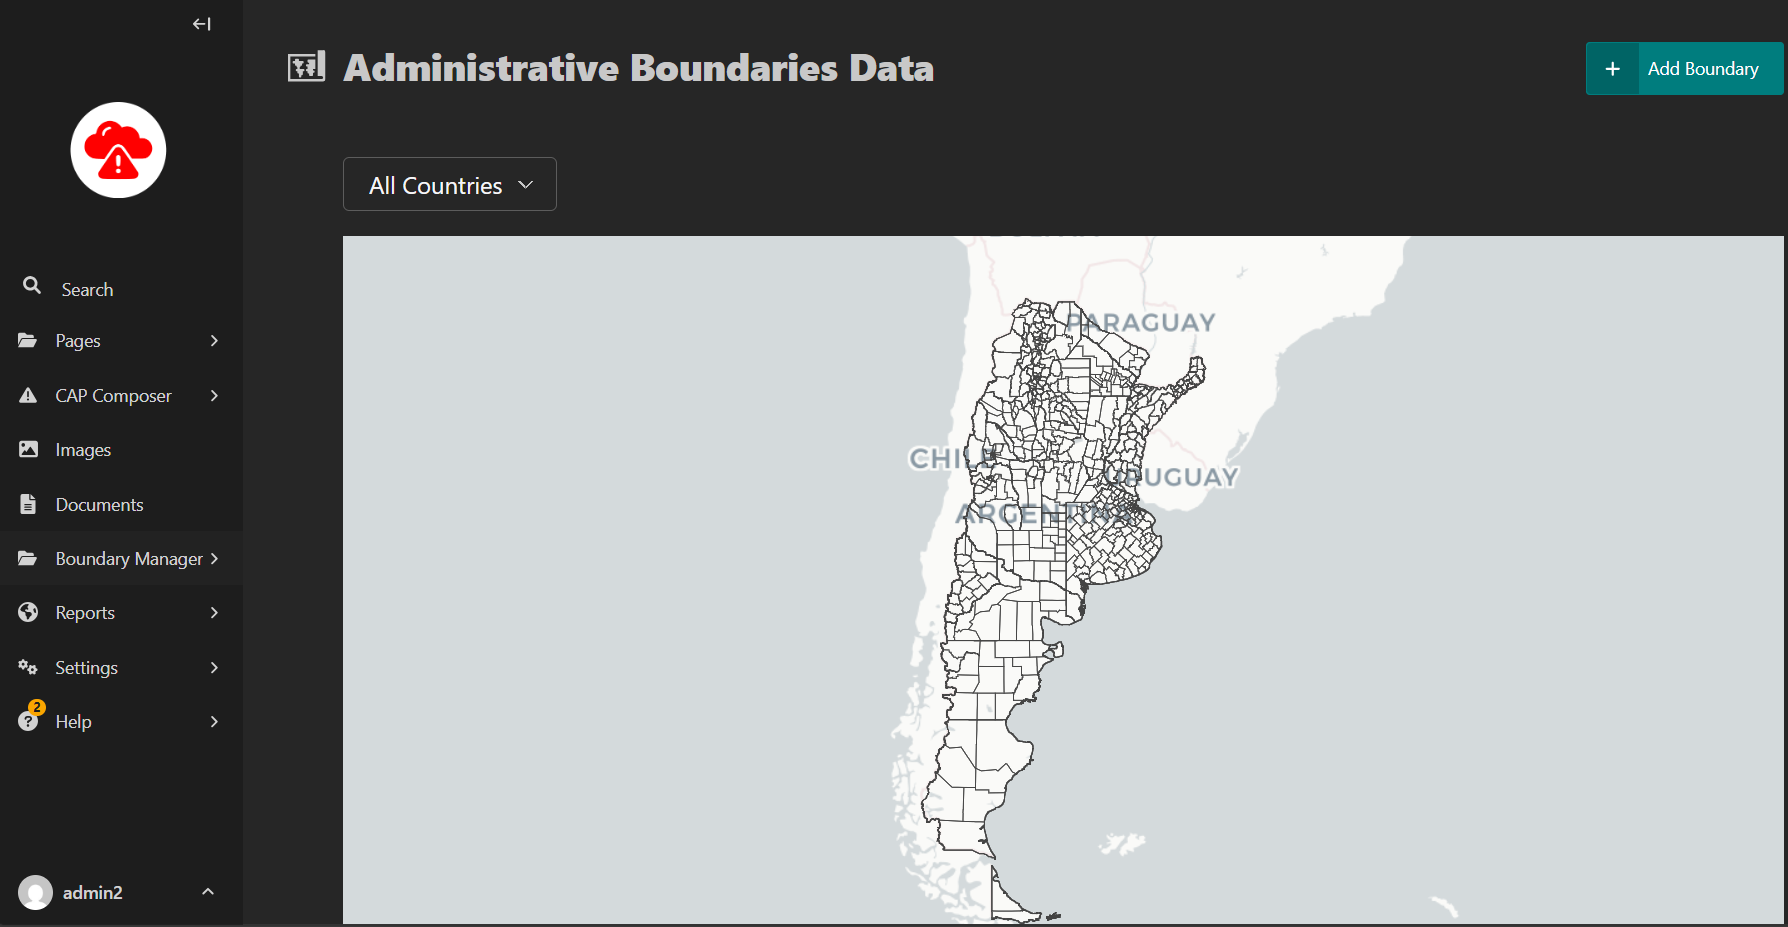 Administrative Boundaries Data
+ Add Boundary
All Countries
Search
Pages
CAP Composer
Images
Documents
Boundary Manager
Reports
Settings
2
Help
admin2
PARAGUAY
CHILE
URUGUAY
ARGENTINA